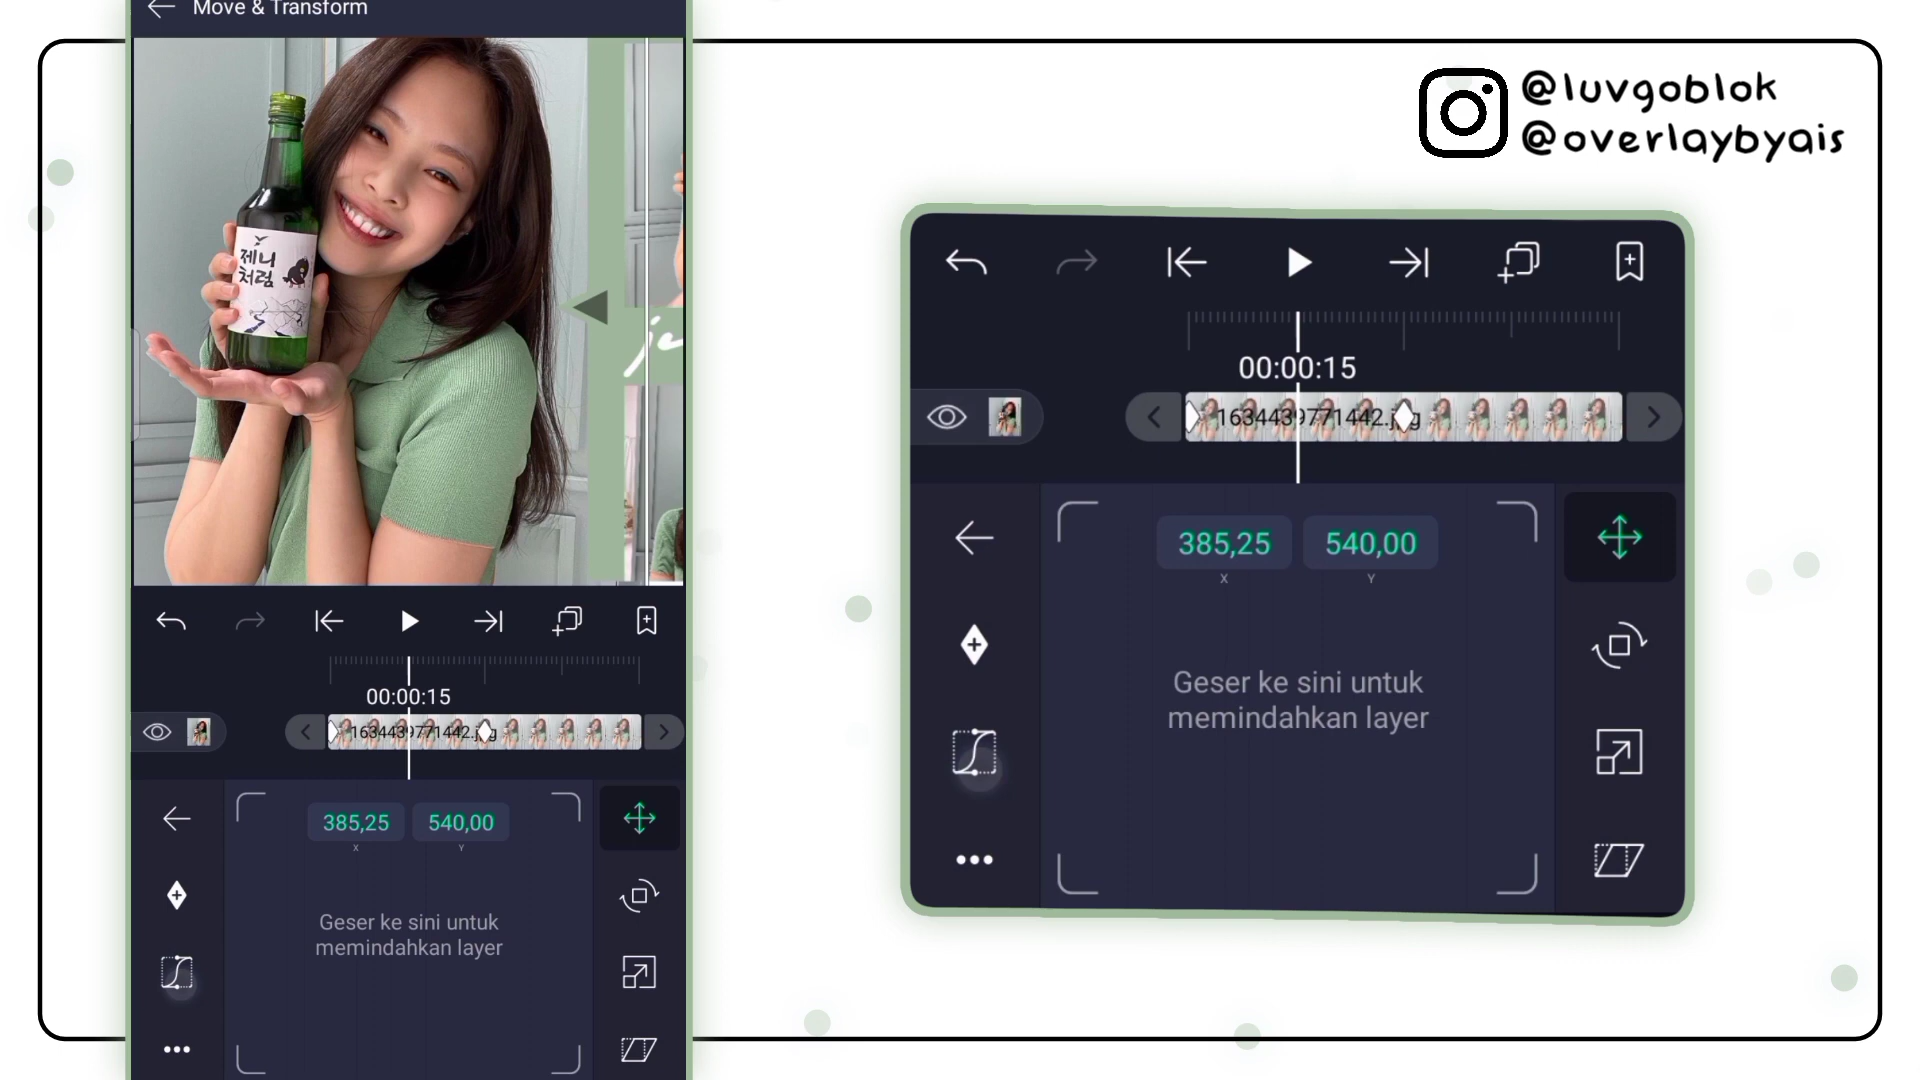 Move & Transform
제니
처럼
je
00:00:15
1634439771442.jpg
385,25
540,00
X
Y
Geser ke sini untuk
memindahkan layer
@luvgoblok
@overlaybyais
00:00:15
1634439771442.jpg
385,25
540,00
X
Y
Geser ke sini untuk
memindahkan layer